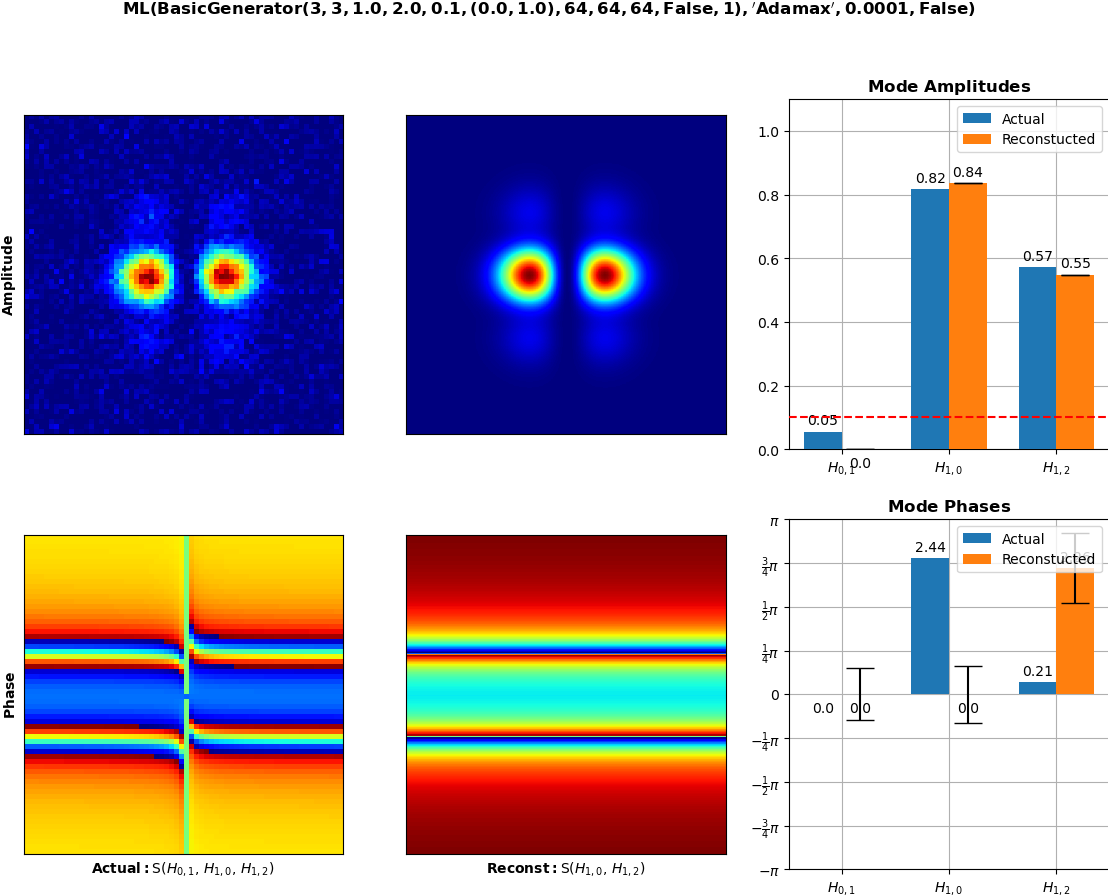 ML(BasicGenerator(3, 3, 1.0, 2.0, 0.1, (0.0, 1.0), 64, 64, 64, False, 1), ′Adamax′, 0.0001, False)
Amplitude
Mode Amplitudes
Actual
Reconstucted
1.0
0.8
0.6
0.4
0.2
0.0
0.05
0.0
0.82
0.84
0.57
0.55
H0, 1
H1, 0
H1, 2
Phase
Actual: S(H0, 1, H1, 0, H1, 2)
Reconst: S(H1, 0, H1, 2)
Mode Phases
Actual
Reconstucted
π
3/4π
1/2π
1/4π
0
−1/4π
−1/2π
−3/4π
−π
0.0
0.0
2.44
0.0
0.21
H0, 1
H1, 0
H1, 2